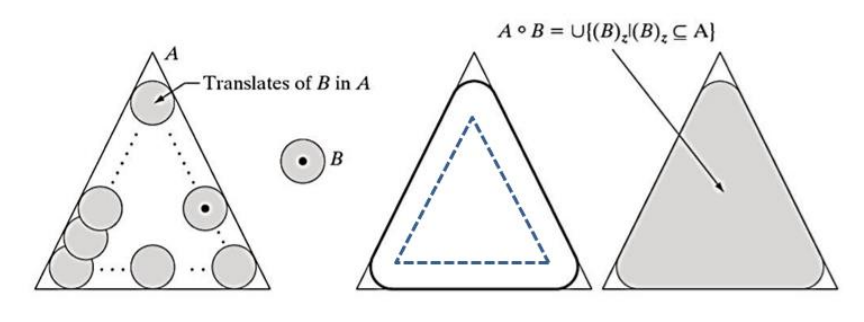 A ∘ B = ∪{(B)z|(B)z ⊆ A}
A
Translates of B in A
B